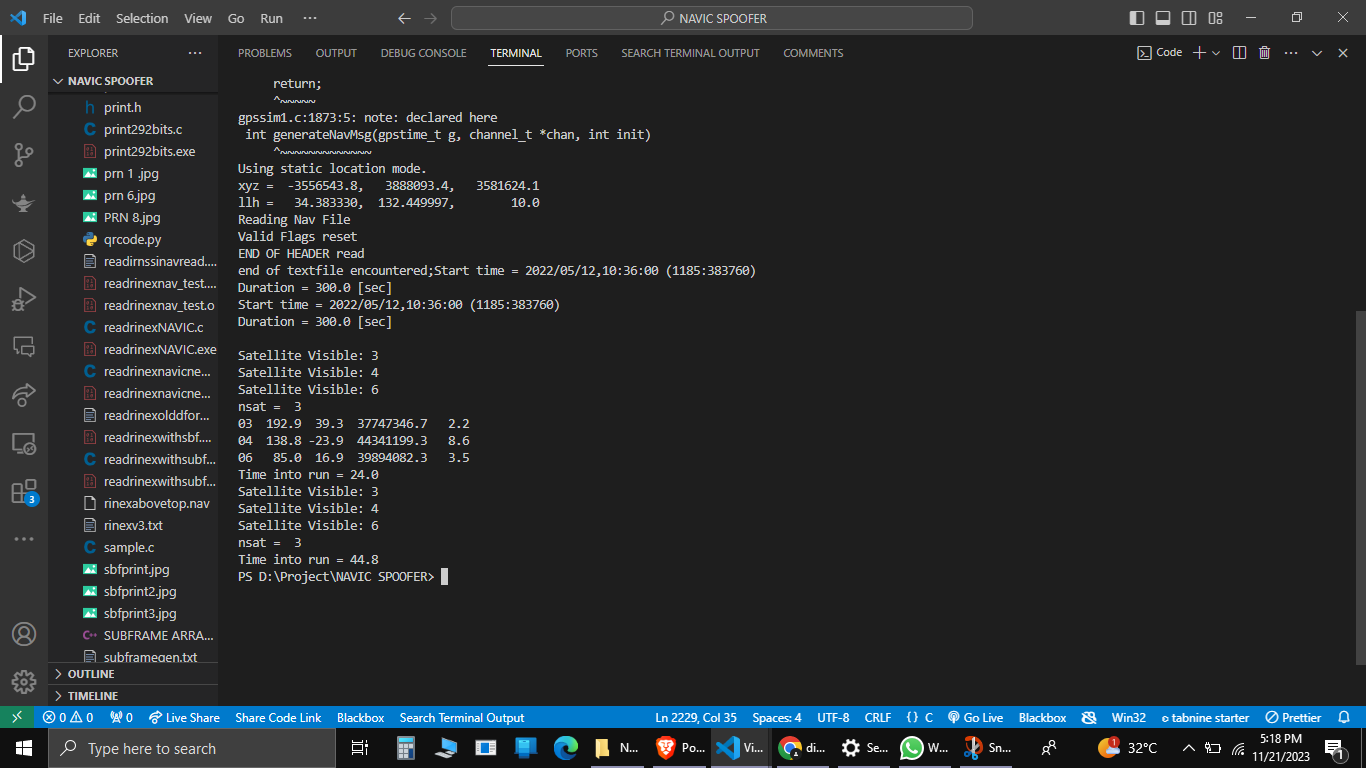 File Edit Selection View Go Run ··· NAVIC SPOOFER
EXPLORER ···
NAVIC SPOOFER
print.h
print292bits.c
print292bits.exe
prn 1 .jpg
prn 6.jpg
PRN 8.jpg
qrcode.py
readirnssinavread....
readrinexnav_test....
readrinexnav_test.o
readrinexNAVIC.c
readrinexNAVIC.exe
readrinexnavicne...
readrinexnavicne...
readrinexolddfor...
readrinexwithsbf....
readrinexwithsubf...
readrinexwithsubf...
rinexabovetop.nav
rinexv3.txt
sample.c
sbfprint.jpg
sbfprint2.jpg
sbfprint3.jpg
SUBFRAME ARRA...
subframegen.txt
OUTLINE
TIMELINE
3
PROBLEMS OUTPUT DEBUG CONSOLE TERMINAL PORTS SEARCH TERMINAL OUTPUT COMMENTS Code
return;
^~~~~~
gpssim1.c:1873:5: note: declared here
int generateNavMsg(gpstime_t g, channel_t *chan, int init)
^~~~~~~~~~~~~~
Using static location mode.
xyz = -3556543.8, 3888093.4, 3581624.1
llh = 34.383330, 132.449997, 10.0
Reading Nav File
Valid Flags reset
END OF HEADER read
end of textfile encountered;Start time = 2022/05/12,10:36:00 (1185:383760)
Duration = 300.0 [sec]
Start time = 2022/05/12,10:36:00 (1185:383760)
Duration = 300.0 [sec]
Satellite Visible: 3
Satellite Visible: 4
Satellite Visible: 6
nsat = 3
03 192.9 39.3 37747346.7 2.2
04 138.8 -23.9 44341199.3 8.6
06 85.0 16.9 39894082.3 3.5
Time into run = 24.0
Satellite Visible: 3
Satellite Visible: 4
Satellite Visible: 6
nsat = 3
Time into run = 44.8
PS D:\Project\NAVIC SPOOFER>
0 0 0 Live Share Share Code Link Blackbox Search Terminal Output Ln 2229, Col 35 Spaces: 4 UTF-8 CRLF {} C Go Live Blackbox Win32 tabnine starter Prettier
Type here to search N... Po... Vi... di... Se... W... Sn... 1 32°C 5:18 PM
11/21/2023 1